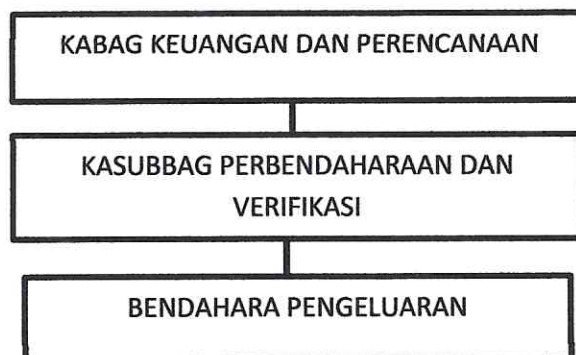 KABAG KEUANGAN DAN PERENCANAAN
KASUBBAG PERBENDAHARAAN DAN
VERIFIKASI
BENDAHARA PENGELUARAN